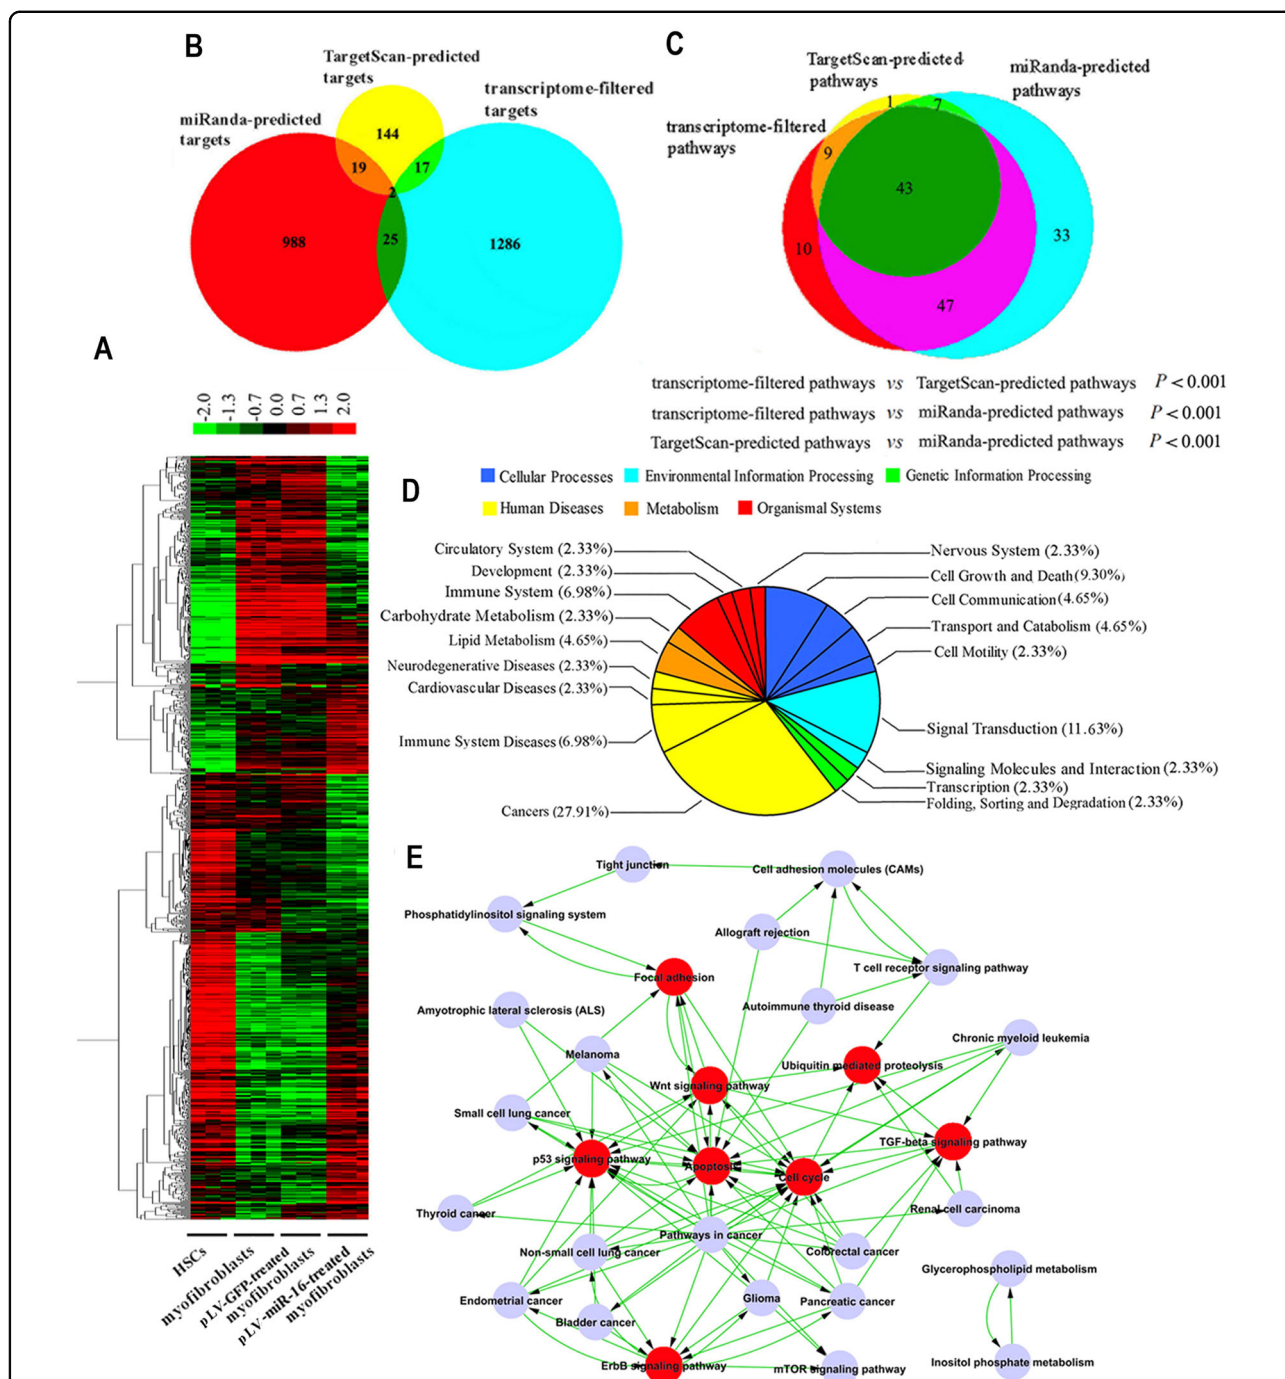 B
TargetScan-predicted
targets
miRanda-predicted
targets
transcriptome-filtered
targets
144
19
17
2
988
25
1286
C
TargetScan-predicted
pathways
miRanda-predicted
pathways
transcriptome-filtered
pathways
1
7
9
43
10
33
47
transcriptome-filtered pathways vs TargetScan-predicted pathways P < 0.001
transcriptome-filtered pathways vs miRanda-predicted pathways P < 0.001
TargetScan-predicted pathways vs miRanda-predicted pathways P < 0.001
A
-2.0
-1.3
-0.7
0.0
0.7
1.3
2.0
HSCs
myofibroblasts
pLV-GFP-treated
myofibroblasts
pLV-miR-16-treated
myofibroblasts
D
Cellular Processes
Environmental Information Processing
Genetic Information Processing
Human Diseases
Metabolism
Organismal Systems
Circulatory System (2.33%)
Development (2.33%)
Immune System (6.98%)
Carbohydrate Metabolism (2.33%)
Lipid Metabolism (4.65%)
Neurodegenerative Diseases (2.33%)
Cardiovascular Diseases (2.33%)
Immune System Diseases (6.98%)
Cancers (27.91%)
Nervous System (2.33%)
Cell Growth and Death (9.30%)
Cell Communication (4.65%)
Transport and Catabolism (4.65%)
Cell Motility (2.33%)
Signal Transduction (11.63%)
Signaling Molecules and Interaction (2.33%)
Transcription (2.33%)
Folding, Sorting and Degradation (2.33%)
E
Tight junction
Cell adhesion molecules (CAMs)
Phosphatidylinositol signaling system
Allograft rejection
Focal adhesion
T cell receptor signaling pathway
Amyotrophic lateral sclerosis (ALS)
Autoimmune thyroid disease
Melanoma
Chronic myeloid leukemia
Ubiquitin mediated proteolysis
Wnt signaling pathway
Small cell lung cancer
TGF-beta signaling pathway
p53 signaling pathway
Apoptosis
Cell cycle
Thyroid cancer
Renal cell carcinoma
Pathways in cancer
Non-small cell lung cancer
Colorectal cancer
Glycerophospholipid metabolism
Endometrial cancer
Glioma
Pancreatic cancer
Bladder cancer
ErbB signaling pathway
mTOR signaling pathway
Inositol phosphate metabolism